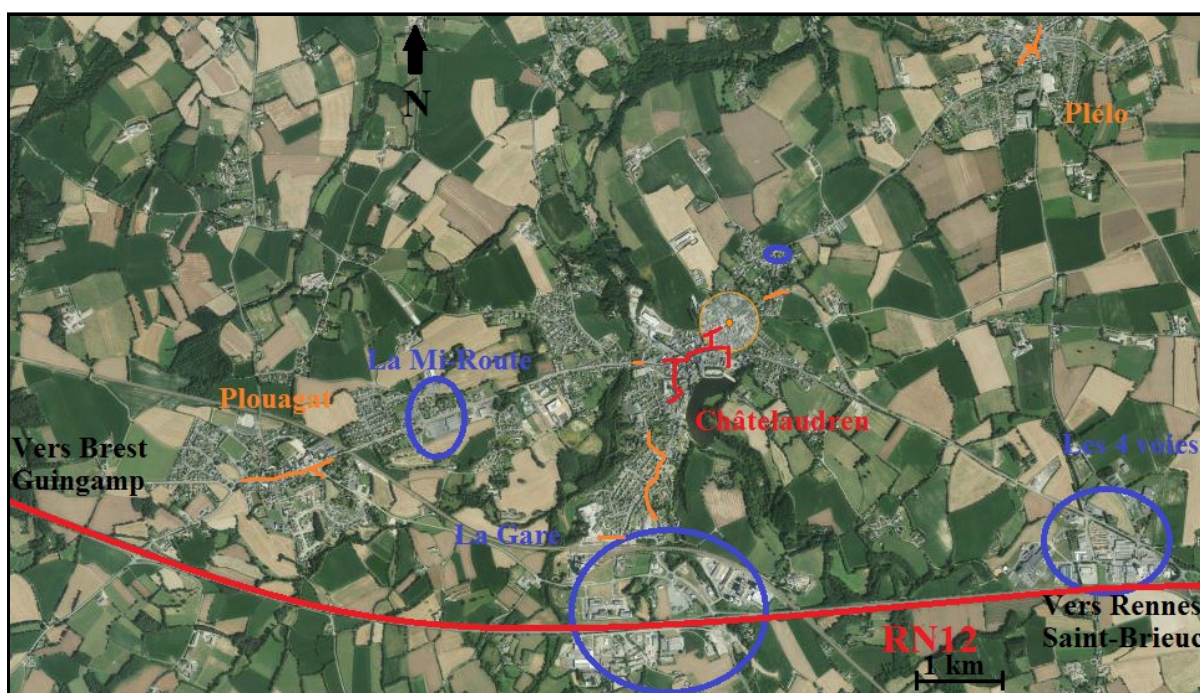 N
Plélo
La Mi-Route
Plouagat
Châtelaudren
Vers Brest
Guingamp
Les 4 voies
La Gare
Vers Rennes
Saint-Brieuc
RN12
1 km